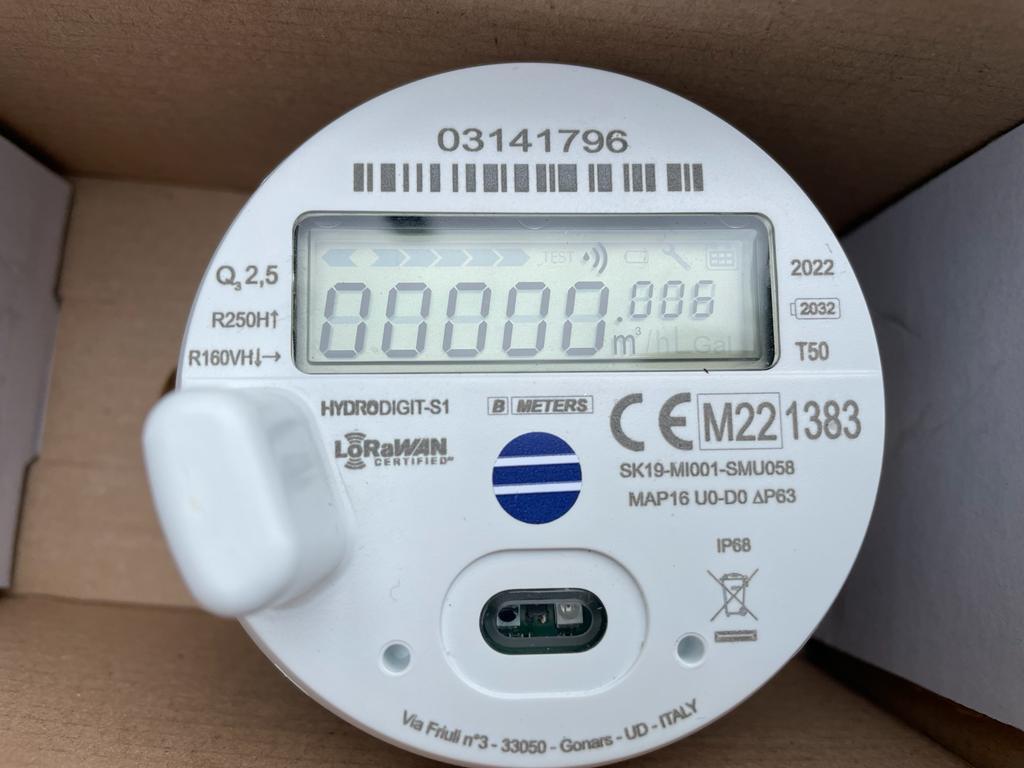 03141796
TEST
00000.006
m³/h Gal
Q₃ 2,5
R250H↑
R160VH↓→
2022
2032
T50
HYDRODIGIT-S1
B METERS
LoRaWAN
CERTIFIED
CE M22 1383
SK19-MI001-SMU058
MAP16 U0-D0 ΔP63
IP68
Via Friuli n°3 - 33050 - Gonars - UD - ITALY